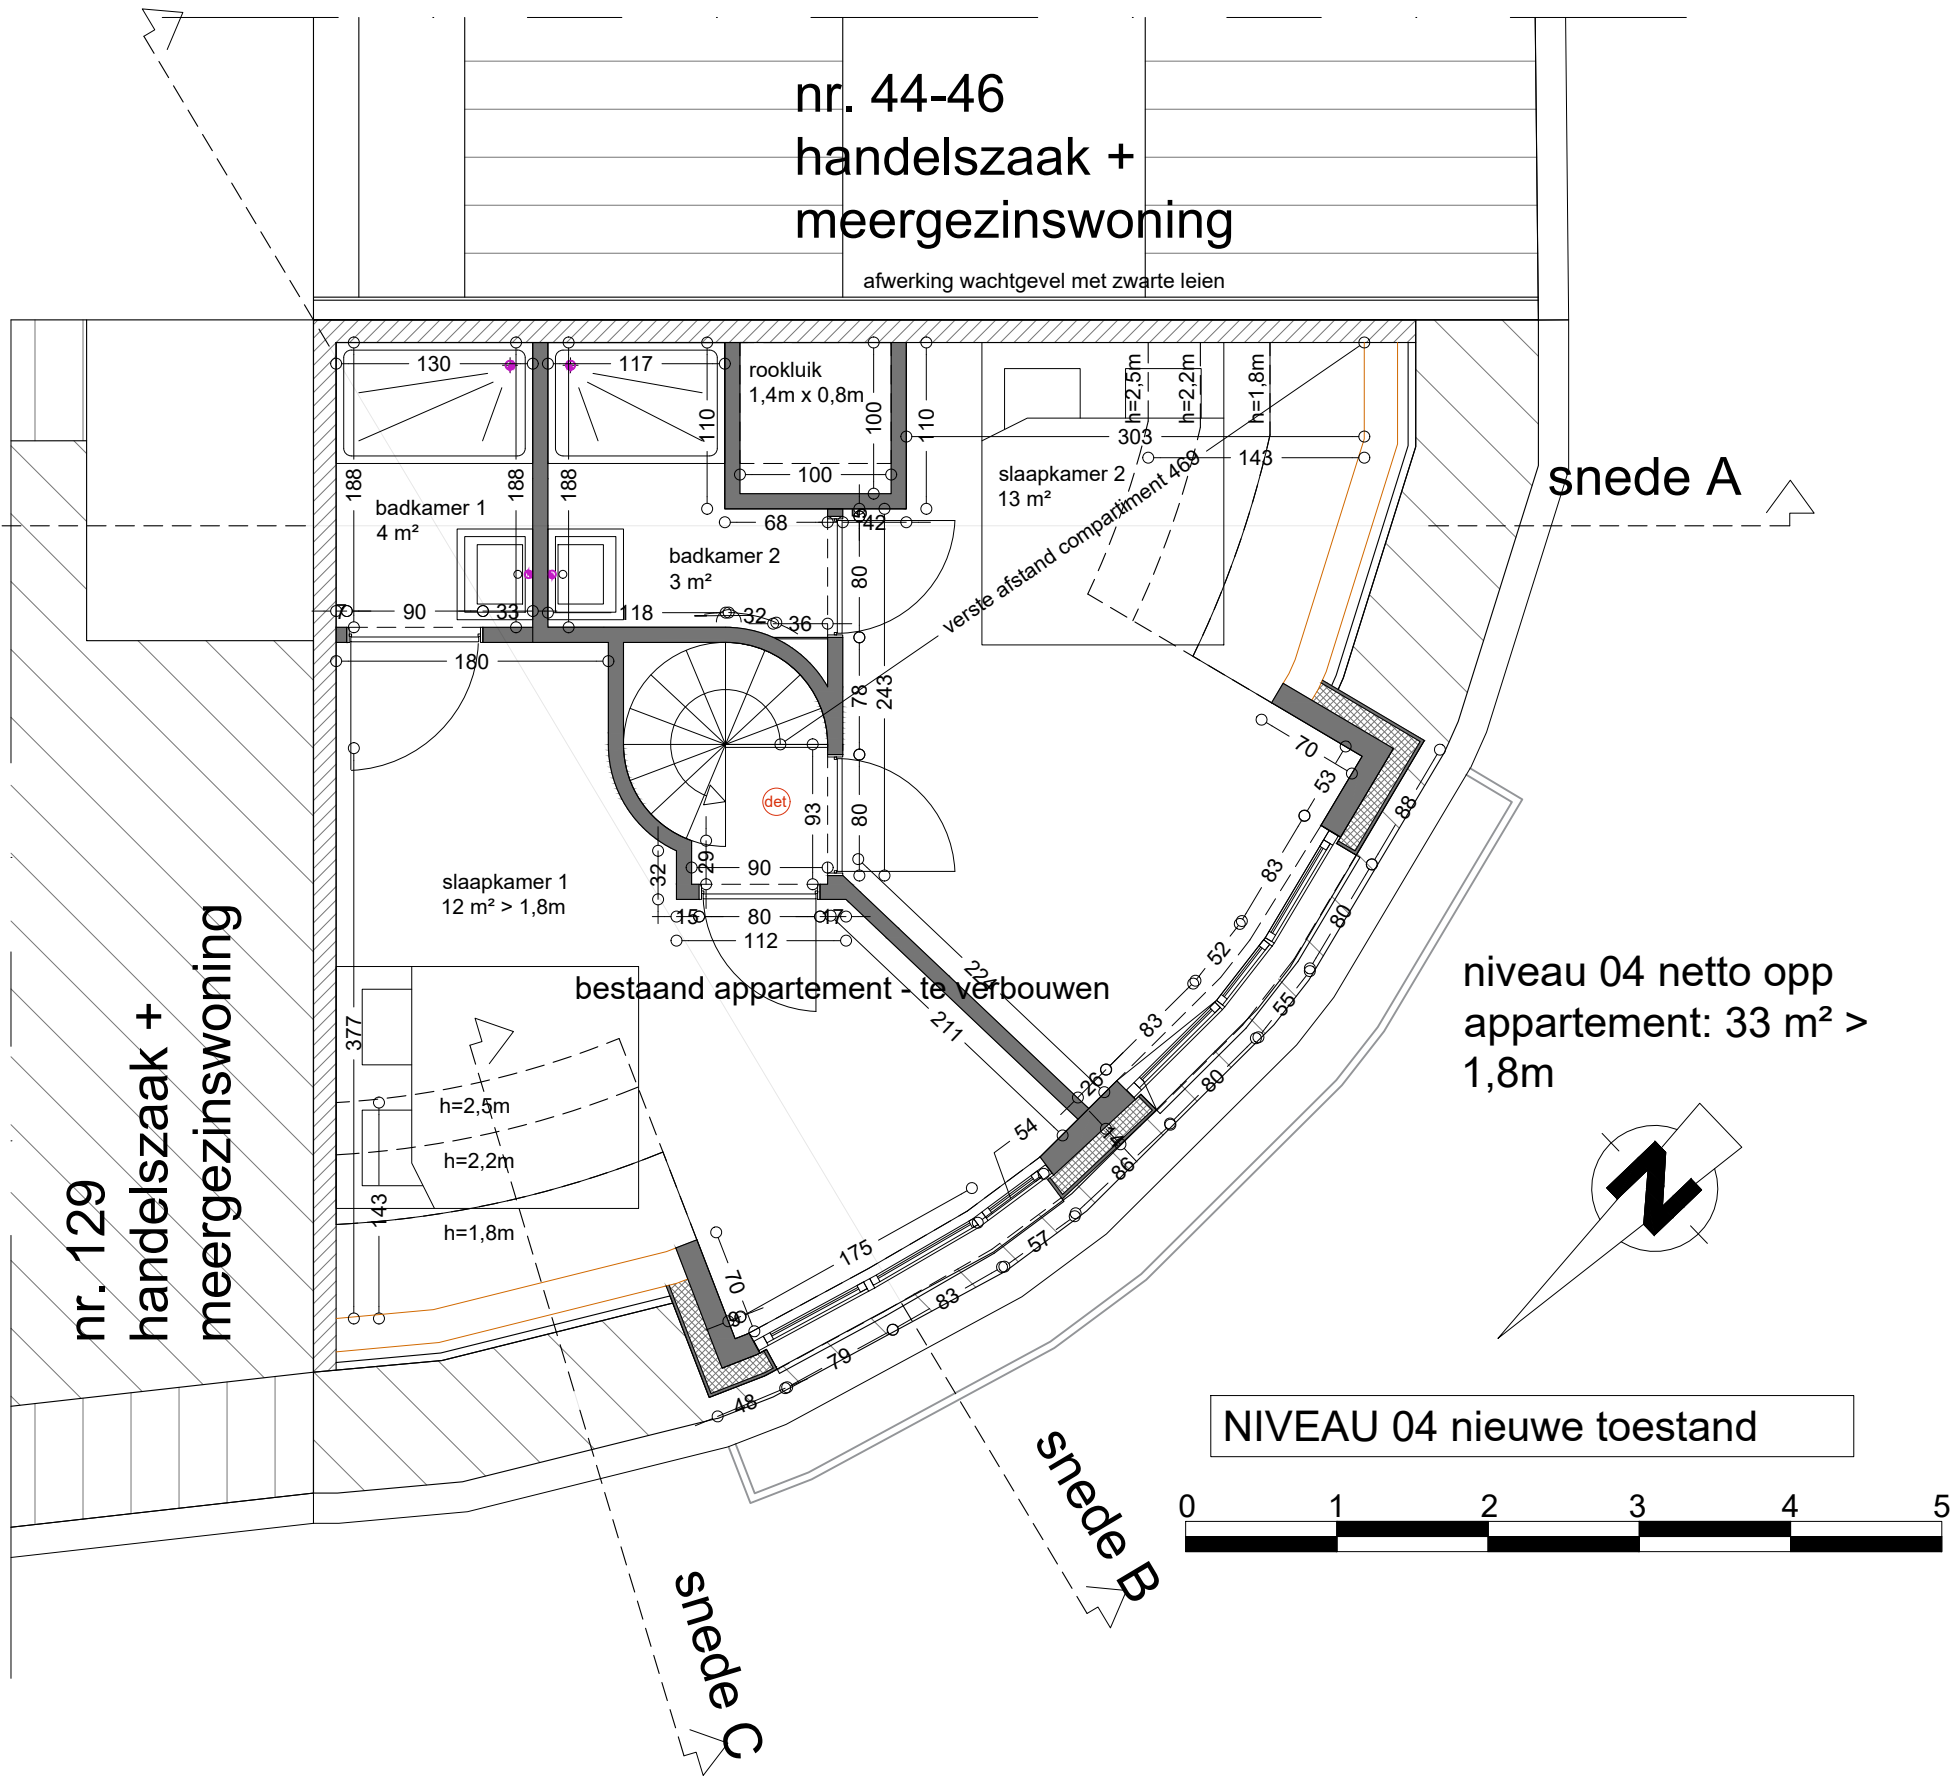 nr. 44-46
handelszaak +
meergezinswoning
afwerking wachtgevel met zwarte leien
130
117
rookluik
1,4m x 0,8m
110
100
110
h=2,5m
h=2,2m
h=1,8m
303
143
100
188
188
188
slaapkamer 2
13 m²
snede A
badkamer 1
4 m²
68
42
badkamer 2
3 m²
80
verste afstand compartiment 469
7
90
33
118
32
36
180
78
243
70
53
det
93
80
88
29
90
32
83
slaapkamer 1
12 m² > 1,8m
15
80
17
112
80
52
224
bestaand appartement - te verbouwen
niveau 04 netto opp
appartement: 33 m² >
1,8m
55
211
83
377
80
26
h=2,5m
54
14
86
h=2,2m
143
h=1,8m
57
175
70
8
83
79
48
nr. 129
handelszaak +
meergezinswoning
N
NIVEAU 04 nieuwe toestand
0 1 2 3 4 5
snede B
snede C